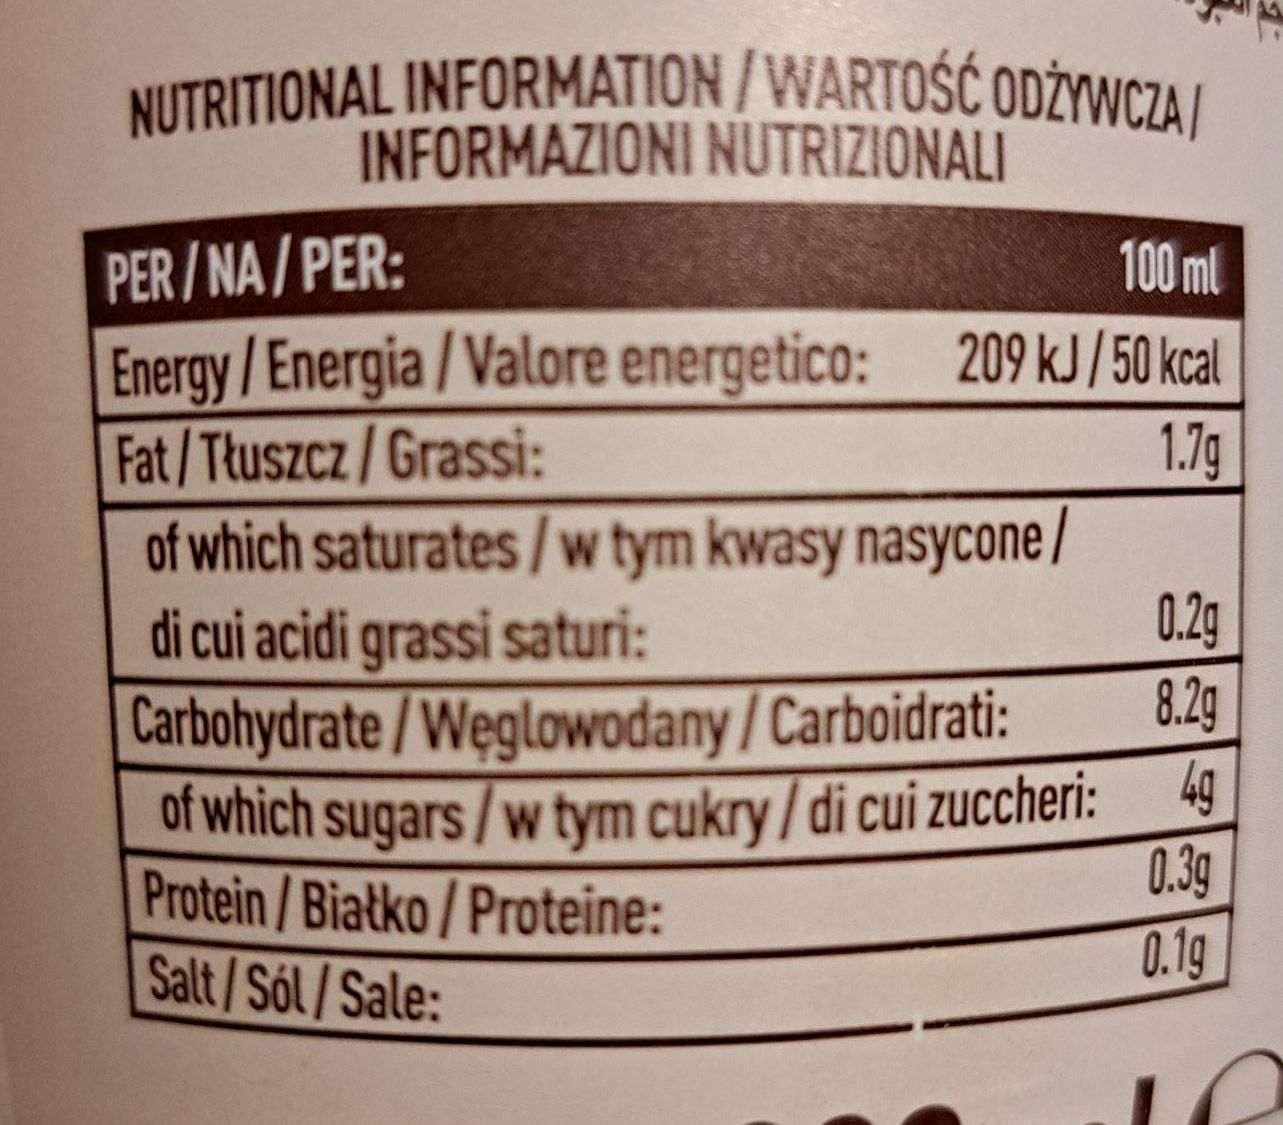 NUTRITIONAL INFORMATION / WARTOŚĆ ODŻYWCZA /
INFORMAZIONI NUTRIZIONALI
PER / NA / PER: 100 ml
Energy / Energia / Valore energetico: 209 kJ / 50 kcal
Fat / Tłuszcz / Grassi: 1.7g
of which saturates / w tym kwasy nasycone /
di cui acidi grassi saturi: 0.2g
Carbohydrate / Węglowodany / Carboidrati: 8.2g
of which sugars / w tym cukry / di cui zuccheri: 4g
Protein / Białko / Proteine: 0.3g
Salt / Sól / Sale: 0.1g